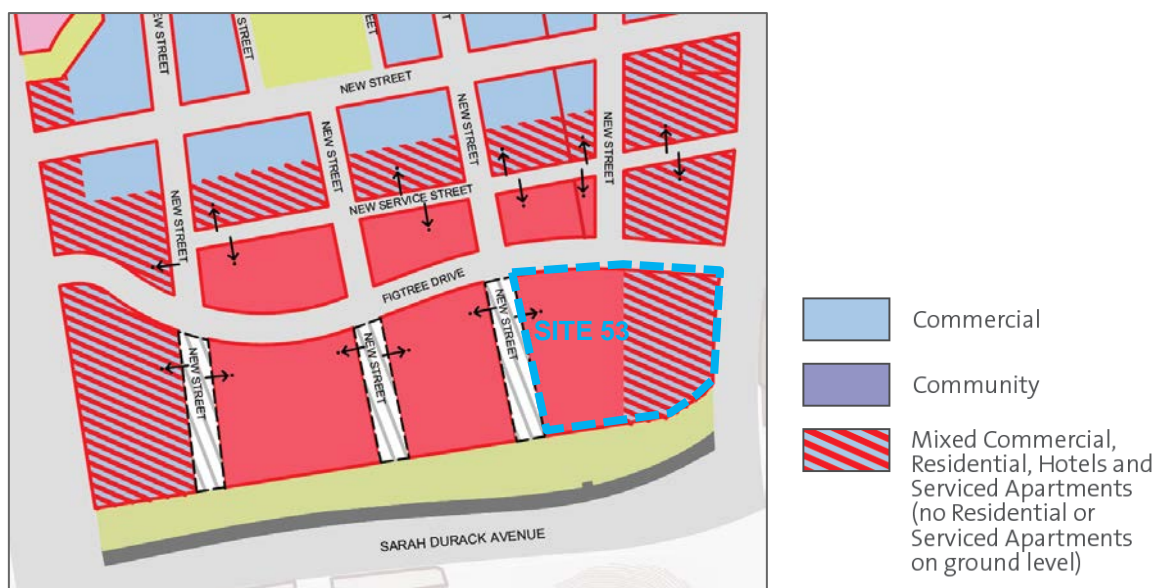 EW STREET
STREET
EET
NEW STREET
NEW STREET
NEW STREET
NEW STREET
NEW STREET
NEW SERVICE STREET
FIGTREE DRIVE
NEW STREET
SITE 53
NEW STREET
NEW STREET
SARAH DURACK AVENUE
Commercial
Community
Mixed Commercial,
Residential, Hotels and
Serviced Apartments
(no Residential or
Serviced Apartments
on ground level)